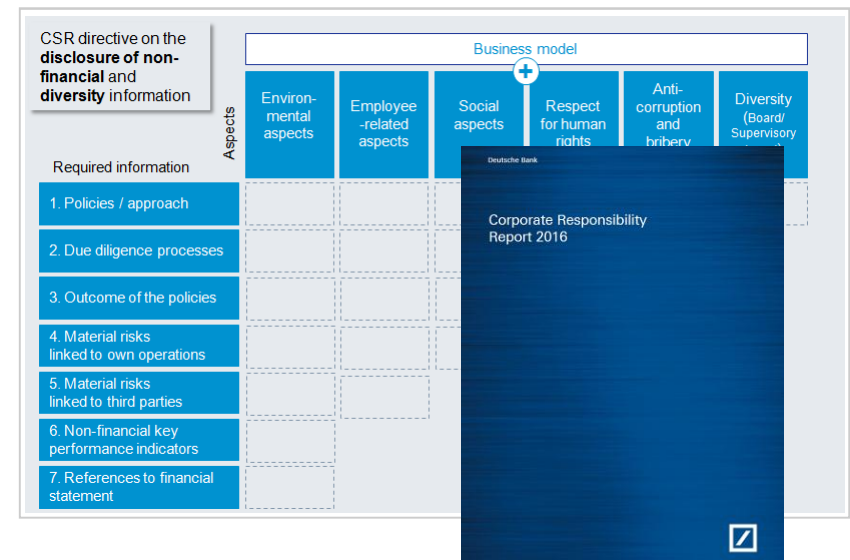 CSR directive on the
disclosure of non-
financial and
diversity information
Business model
+
Aspects
Environ-
mental
aspects
Employee
-related
aspects
Social
aspects
Respect
for human
rights
Anti-
corruption
and
bribery
Diversity
(Board/
Supervisory
Required information
1. Policies / approach
2. Due diligence processes
3. Outcome of the policies
4. Material risks
linked to own operations
5. Material risks
linked to third parties
6. Non-financial key
performance indicators
7. References to financial
statement
Deutsche Bank
Corporate Responsibility
Report 2016